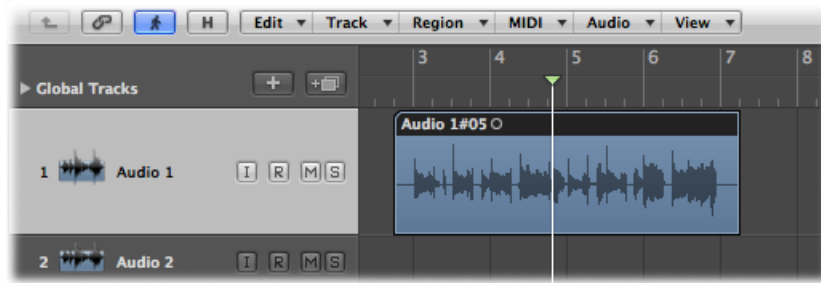 H Edit Track Region MIDI Audio View
3 4 5 6 7 8
Global Tracks
Audio 1#05
1 Audio 1 I R M S
2 Audio 2 I R M S